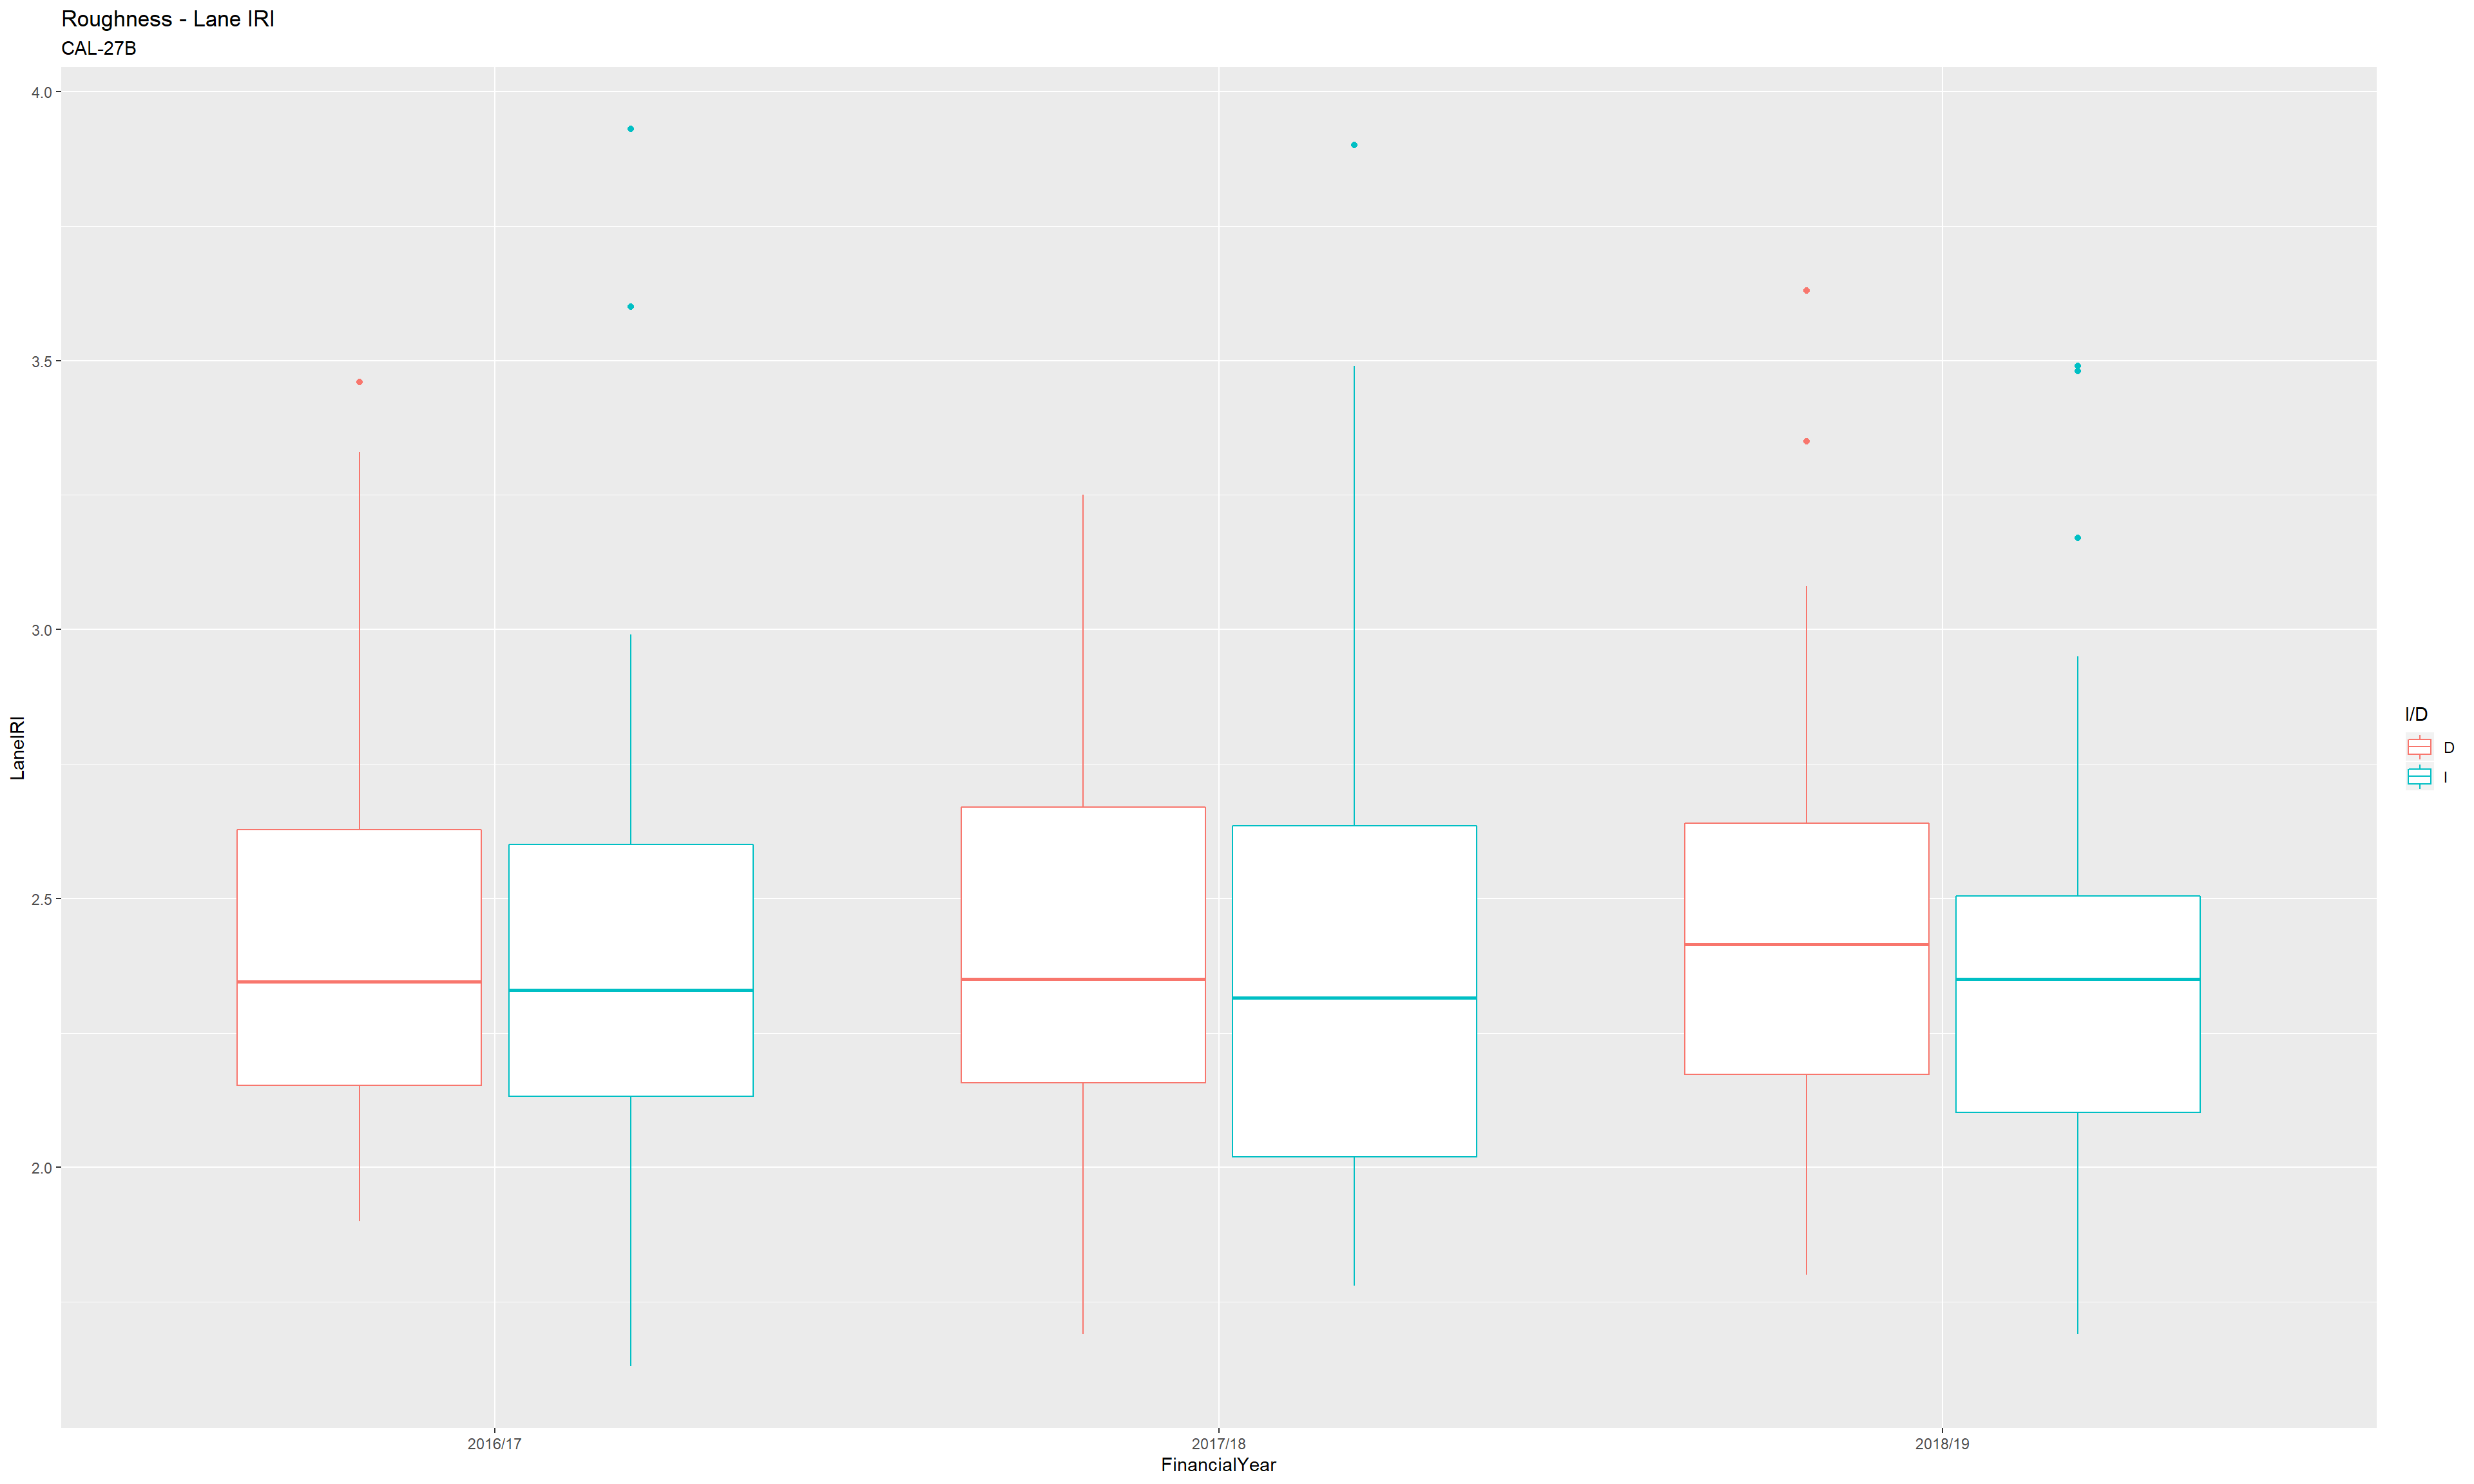 Roughness - Lane IRI
CAL-27B
4.0
3.5
3.0
2.5
2.0
LaneIRI
2016/17
2017/18
2018/19
FinancialYear
I/D
D
I